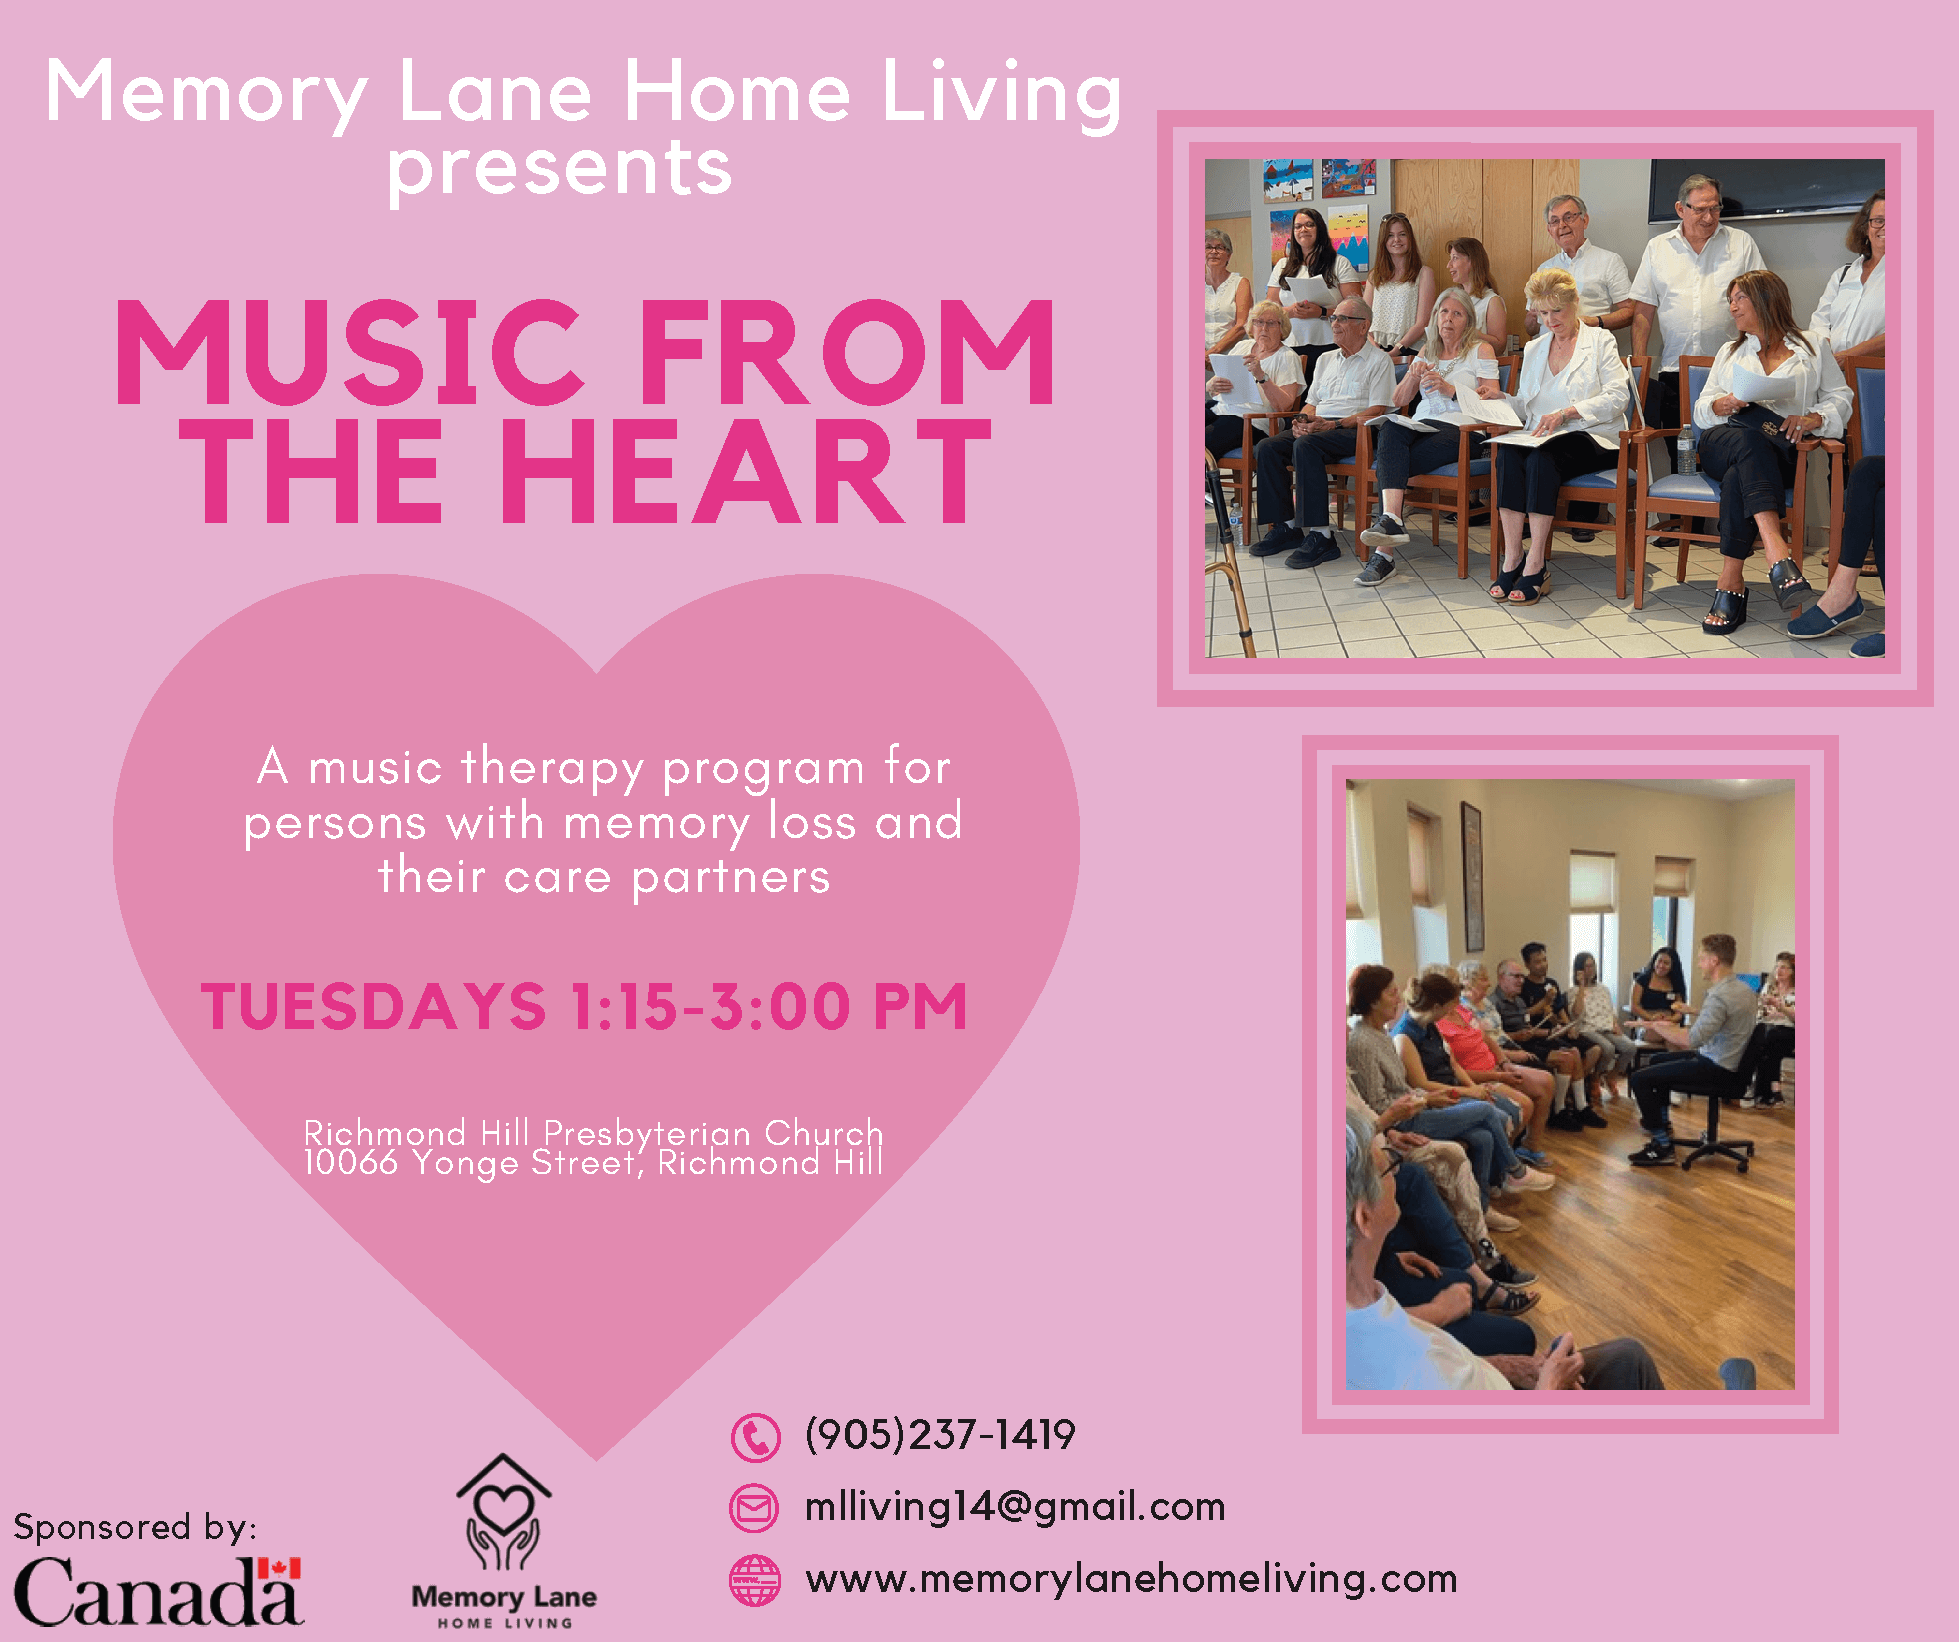 Memory Lane Home Living
presents
MUSIC FROM
THE HEART
A music therapy program for
persons with memory loss and
their care partners
TUESDAYS 1:15-3:00 PM
Richmond Hill Presbyterian Church
10066 Yonge Street, Richmond Hill
(905)237-1419
mlliving14@gmail.com
www.memorylanehomeliving.com
Sponsored by:
Canada
Memory Lane
HOME LIVING